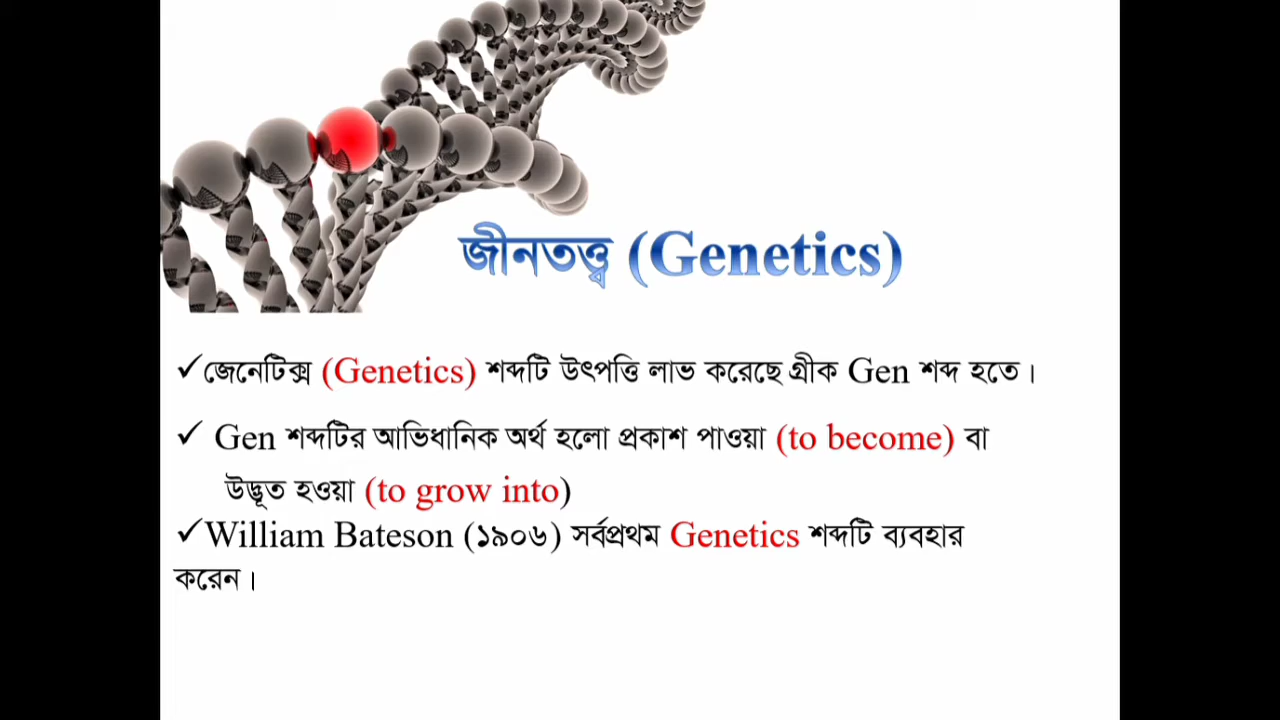 জীনতত্ত্ব (Genetics)
✓জেনেটিক্স (Genetics) শব্দটি উৎপত্তি লাভ করেছে গ্রীক Gen শব্দ হতে।
✓ Gen শব্দটির আভিধানিক অর্থ হলো প্রকাশ পাওয়া (to become) বা
উদ্ভূত হওয়া (to grow into)
✓William Bateson (১৯০৬) সর্বপ্রথম Genetics শব্দটি ব্যবহার
করেন।